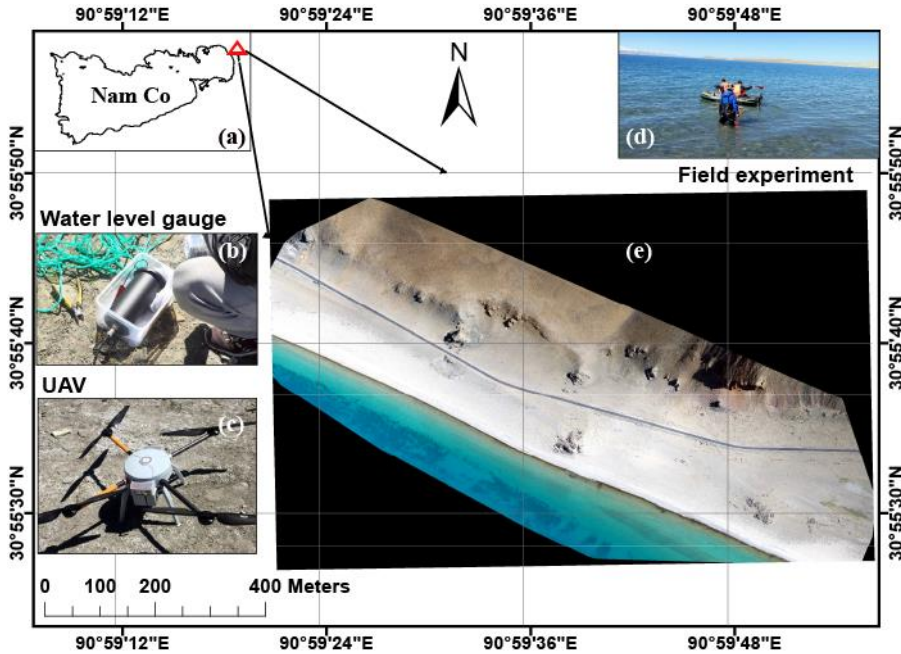 90°59'12"E 90°59'24"E 90°59'36"E 90°59'48"E
Nam Co
(a)
N
(d)
Field experiment
30°55'50"N
30°55'50"N
Water level gauge
(b)
(e)
30°55'40"N
30°55'40"N
UAV
(c)
30°55'30"N
30°55'30"N
0 100 200 400 Meters
90°59'12"E 90°59'24"E 90°59'36"E 90°59'48"E